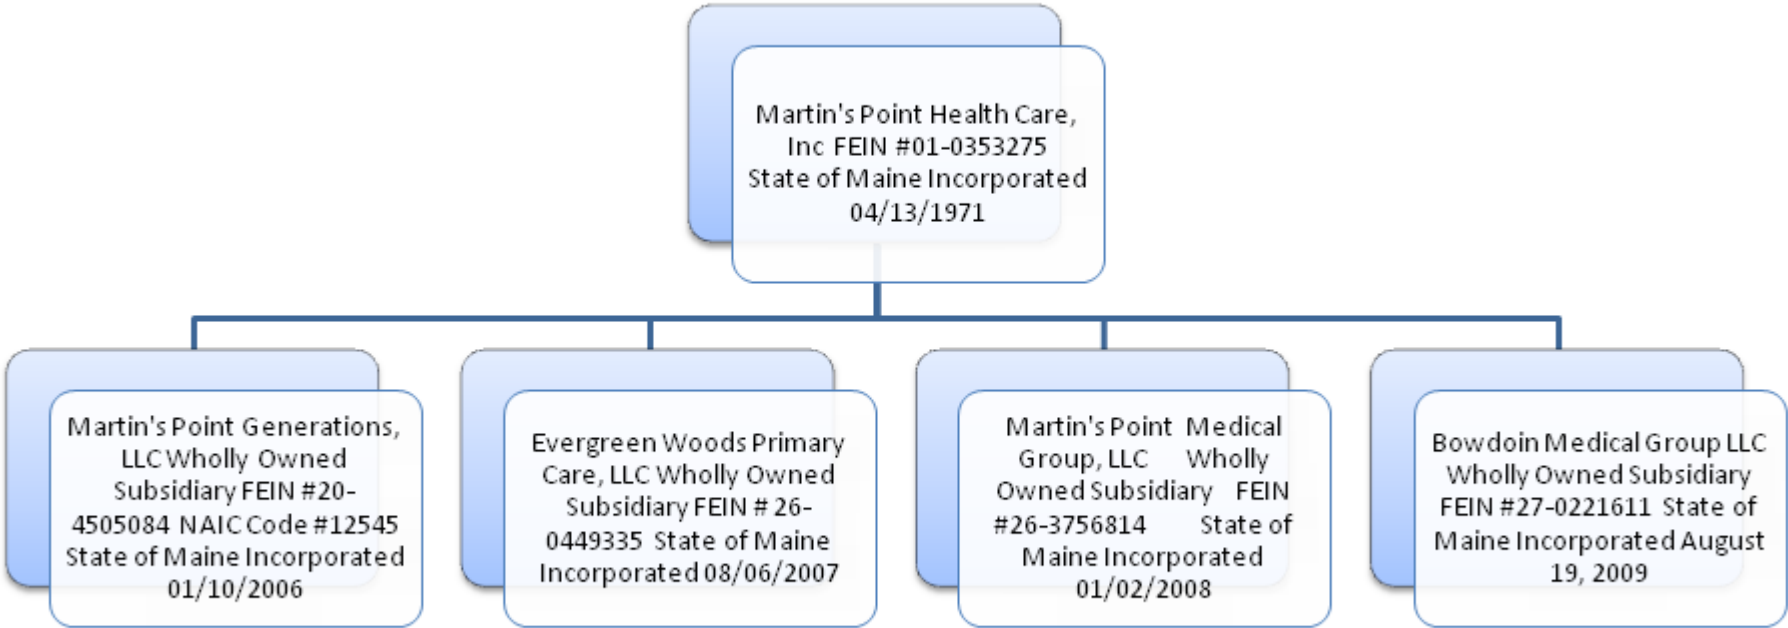 Martin's Point Health Care,
Inc FEIN #01-0353275
State of Maine Incorporated
04/13/1971
Martin's Point Generations,
LLC Wholly Owned
Subsidiary FEIN #20-
4505084 NAIC Code #12545
State of Maine Incorporated
01/10/2006
Evergreen Woods Primary
Care, LLC Wholly Owned
Subsidiary FEIN # 26-
0449335 State of Maine
Incorporated 08/06/2007
Martin's Point Medical
Group, LLC Wholly
Owned Subsidiary FEIN
#26-3756814 State of
Maine Incorporated
01/02/2008
Bowdoin Medical Group LLC
Wholly Owned Subsidiary
FEIN #27-0221611 State of
Maine Incorporated August
19, 2009